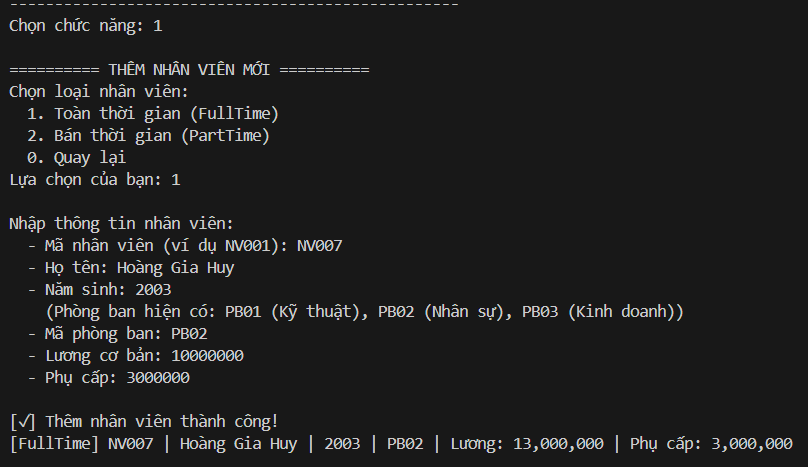 --------------------------------------------------
Chọn chức năng: 1
========== THÊM NHÂN VIÊN MỚI ==========
Chọn loại nhân viên:
1. Toàn thời gian (FullTime)
2. Bán thời gian (PartTime)
0. Quay lại
Lựa chọn của bạn: 1
Nhập thông tin nhân viên:
- Mã nhân viên (ví dụ NV001): NV007
- Họ tên: Hoàng Gia Huy
- Năm sinh: 2003
(Phòng ban hiện có: PB01 (Kỹ thuật), PB02 (Nhân sự), PB03 (Kinh doanh))
- Mã phòng ban: PB02
- Lương cơ bản: 10000000
- Phụ cấp: 3000000
[✓] Thêm nhân viên thành công!
[FullTime] NV007 | Hoàng Gia Huy | 2003 | PB02 | Lương: 13,000,000 | Phụ cấp: 3,000,000